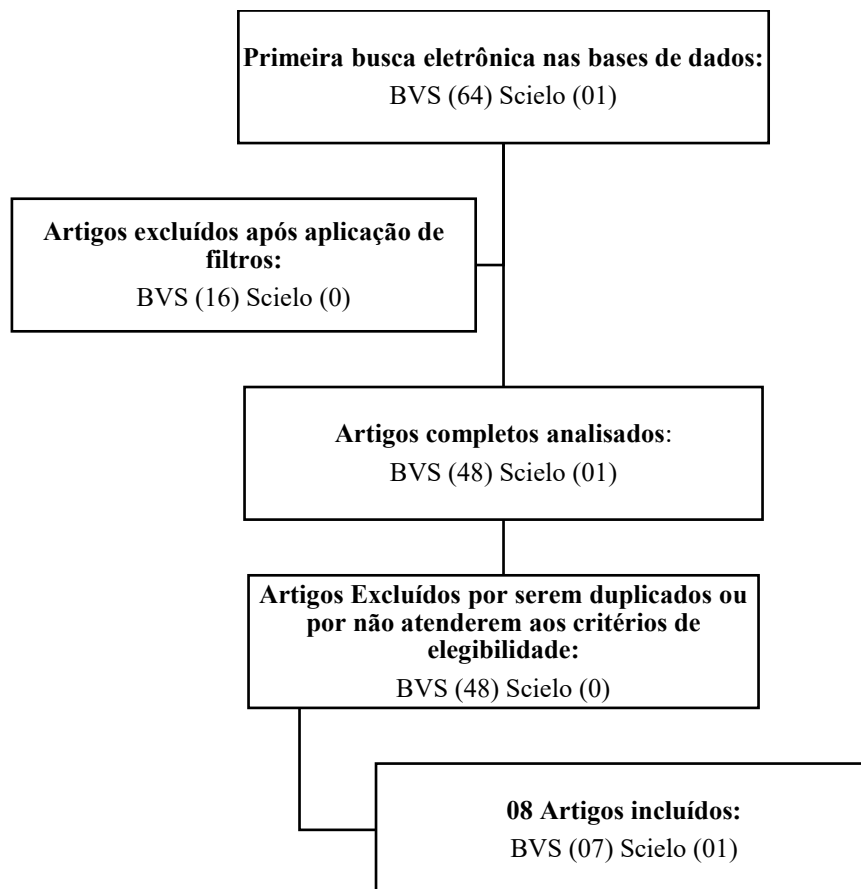 Primeira busca eletrônica nas bases de dados:
BVS (64) Scielo (01)
Artigos excluídos após aplicação de
filtros:
BVS (16) Scielo (0)
Artigos completos analisados:
BVS (48) Scielo (01)
Artigos Excluídos por serem duplicados ou
por não atenderem aos critérios de
elegibilidade:
BVS (48) Scielo (0)
08 Artigos incluídos:
BVS (07) Scielo (01)